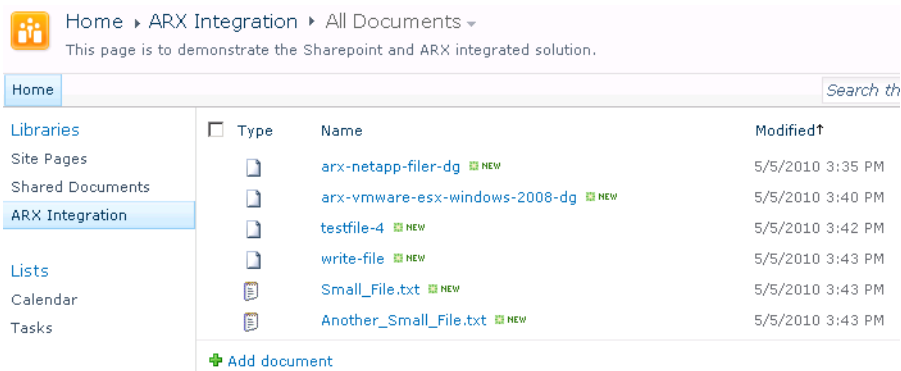 Home ▸ ARX Integration ▸ All Documents
This page is to demonstrate the Sharepoint and ARX integrated solution.
Home
Search th
Libraries
Site Pages
Shared Documents
ARX Integration
Lists
Calendar
Tasks
Type Name Modified↑
arx-netapp-filer-dg NEW 5/5/2010 3:35 PM
arx-vmware-esx-windows-2008-dg NEW 5/5/2010 3:40 PM
testfile-4 NEW 5/5/2010 3:42 PM
write-file NEW 5/5/2010 3:43 PM
Small_File.txt NEW 5/5/2010 3:43 PM
Another_Small_File.txt NEW 5/5/2010 3:43 PM
Add document